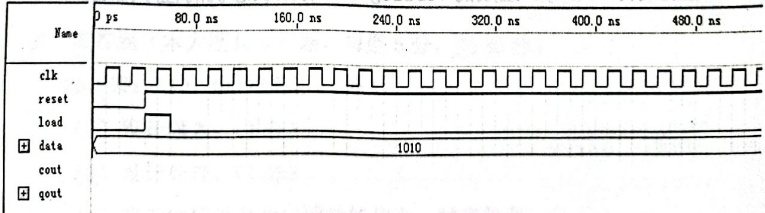 Name
0 ps 80.0 ns 160.0 ns 240.0 ns 320.0 ns 400.0 ns 480.0 ns
clk
reset
load
data 1010
cout
qout